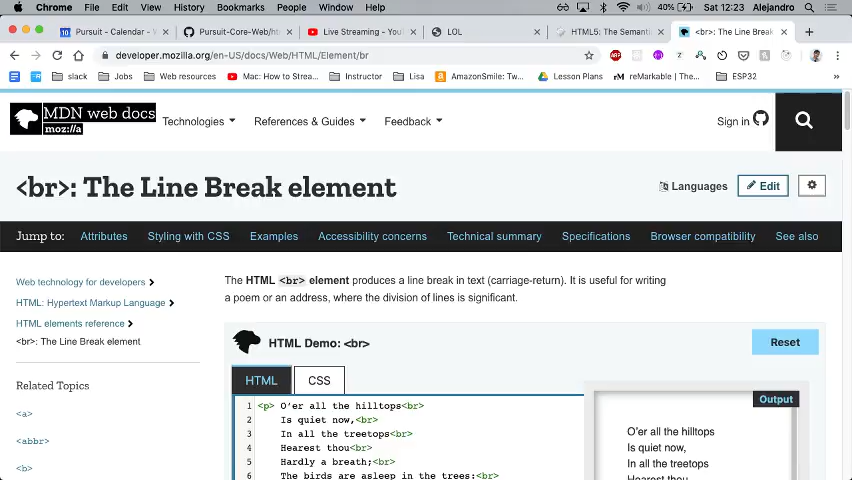 Chrome File Edit View History Bookmarks People Window Help 40% Sat 12:23 Alejandro
Pursuit - Calendar - W Pursuit-Core-Web/ht Live Streaming - YouT LOL HTML5: The Semanti <br>: The Line Break
developer.mozilla.org/en-US/docs/Web/HTML/Element/br
slack Jobs Web resources Mac: How to Strea... Instructor Lisa AmazonSmile: Tw... Lesson Plans reMarkable | The... ESP32 »
MDN web docs
moz://a
Technologies References & Guides Feedback Sign in
<br>: The Line Break element
Languages Edit
Jump to: Attributes Styling with CSS Examples Accessibility concerns Technical summary Specifications Browser compatibility See also
Web technology for developers
HTML: Hypertext Markup Language
HTML elements reference
<br>: The Line Break element
Related Topics
<a>
<abbr>
<b>
The HTML <br> element produces a line break in text (carriage-return). It is useful for writing
a poem or an address, where the division of lines is significant.
HTML Demo: <br>
Reset
HTML CSS
1 <p> O'er all the hilltops<br>
2 Is quiet now,<br>
3 In all the treetops<br>
4 Hearest thou<br>
5 Hardly a breath;<br>
6 The birds are asleep in the trees:<br>
Output
O'er all the hilltops
Is quiet now,
In all the treetops
Hearest thou